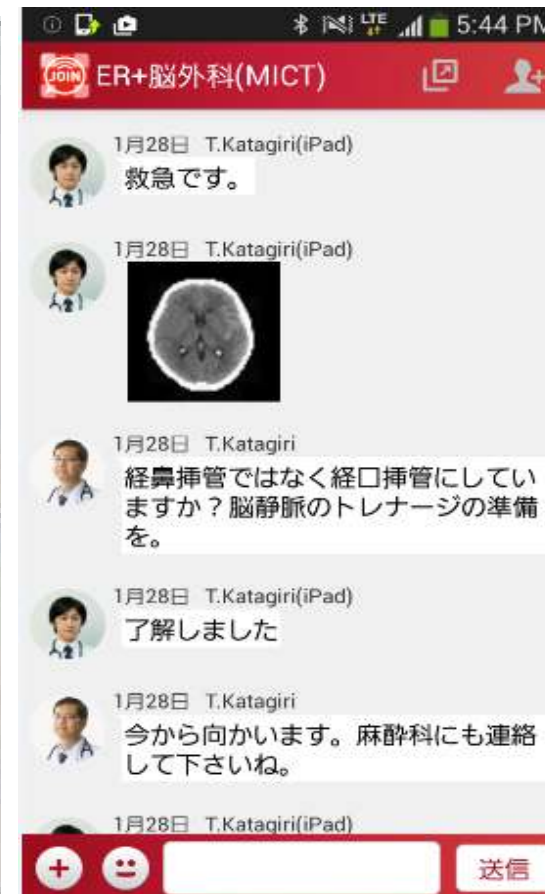 LTE 5:44 PM
JOIN ER+脳外科(MICT)
1月28日 T.Katagiri(iPad)
救急です。
1月28日 T.Katagiri(iPad)
1月28日 T.Katagiri
経鼻挿管ではなく経口挿管にしてい
ますか？脳静脈のトレナージの準備
を。
1月28日 T.Katagiri(iPad)
了解しました
1月28日 T.Katagiri
今から向かいます。麻酔科にも連絡
して下さいね。
1月28日 T.Katagiri(iPad)
送信